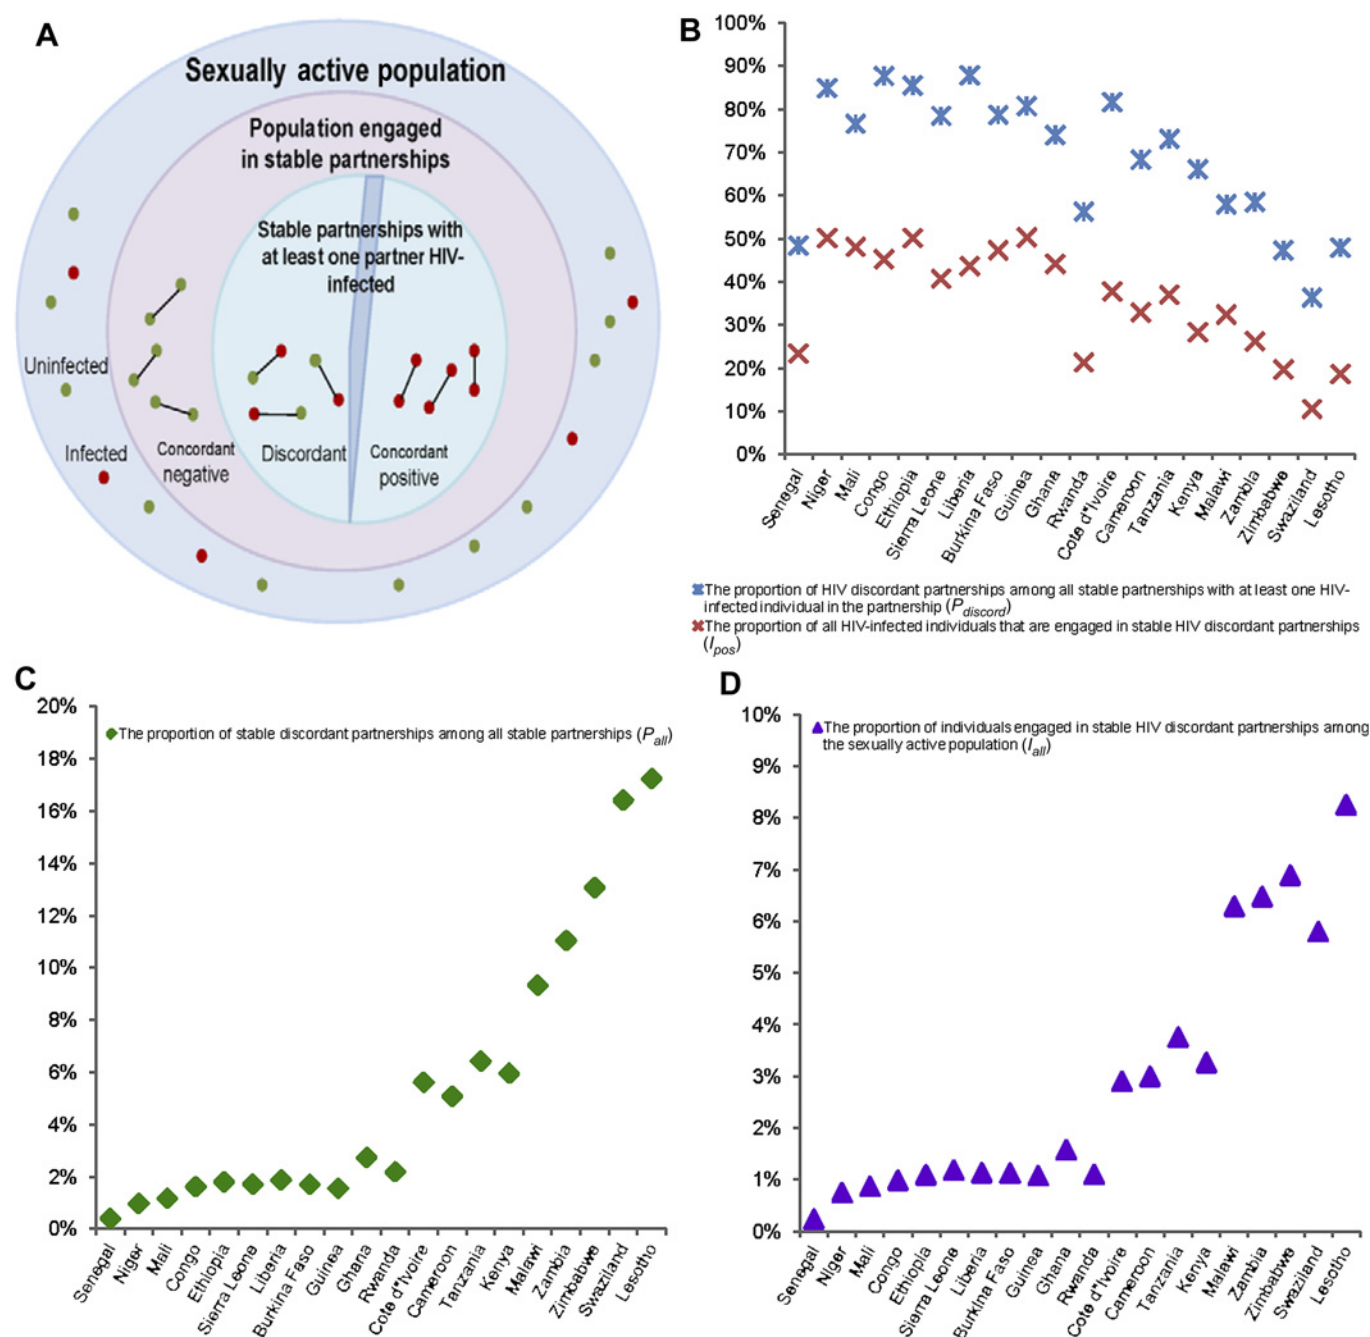 A
Sexually active population
Population engaged
in stable partnerships
Stable partnerships with
at least one partner HIV-
infected
Uninfected
Infected
Concordant
negative
Discordant
Concordant
positive
B
100%
90%
80%
70%
60%
50%
40%
30%
20%
10%
0%
Senegal
Niger
Mali
Congo
Ethiopia
Sierra Leone
Liberia
Burkina Faso
Guinea
Ghana
Rwanda
Cote d"Ivoire
Cameroon
Tanzania
Kenya
Malawi
Zambia
Zimbabwe
Swaziland
Lesotho
The proportion of HIV discordant partnerships among all stable partnerships with at least one HIV-
infected individual in the partnership (P_discord)
The proportion of all HIV-infected individuals that are engaged in stable HIV discordant partnerships
(I_pos)
C
20%
18%
16%
14%
12%
10%
8%
6%
4%
2%
0%
The proportion of stable discordant partnerships among all stable partnerships (P_all)
Senegal
Niger
Mali
Congo
Ethiopia
Sierra Leone
Liberia
Burkina Faso
Guinea
Ghana
Rwanda
Cote d"Ivoire
Cameroon
Tanzania
Kenya
Malawi
Zambia
Zimbabwe
Swaziland
Lesotho
D
10%
9%
8%
7%
6%
5%
4%
3%
2%
1%
0%
The proportion of individuals engaged in stable HIV discordant partnerships among
the sexually active population (I_all)
Senegal
Niger
Mali
Congo
Ethiopia
Sierra Leone
Liberia
Burkina Faso
Guinea
Ghana
Rwanda
Cote d"Ivoire
Cameroon
Tanzania
Kenya
Malawi
Zambia
Zimbabwe
Swaziland
Lesotho